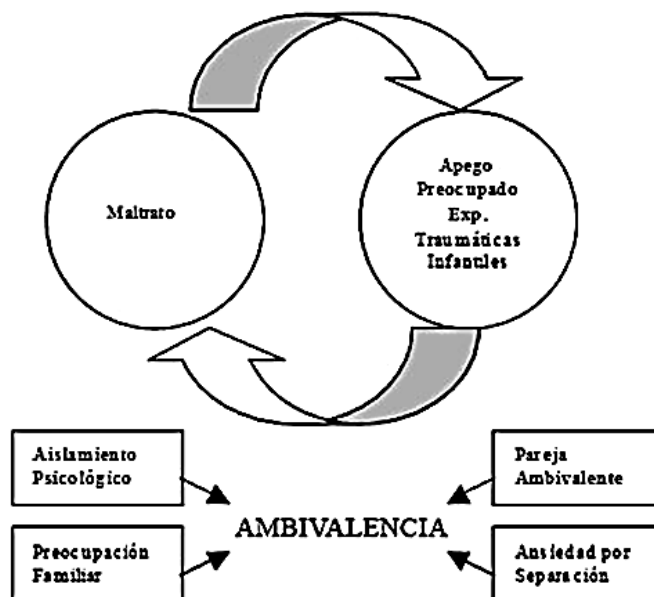 Maltrato
Apego
Preocupado
Exp.
Traumáticas
Infantiles
Aislamiento
Psicológico
Pareja
Ambivalente
AMBIVALENCIA
Preocupación
Familiar
Ansiedad por
Separación